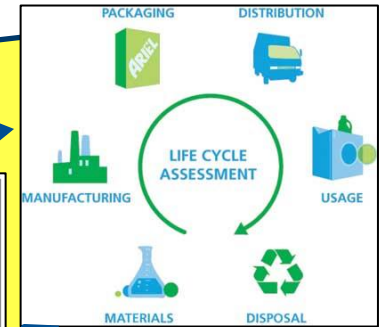 PACKAGING
DISTRIBUTION
ARIEL
LIFE CYCLE
ASSESSMENT
MANUFACTURING
USAGE
MATERIALS
DISPOSAL